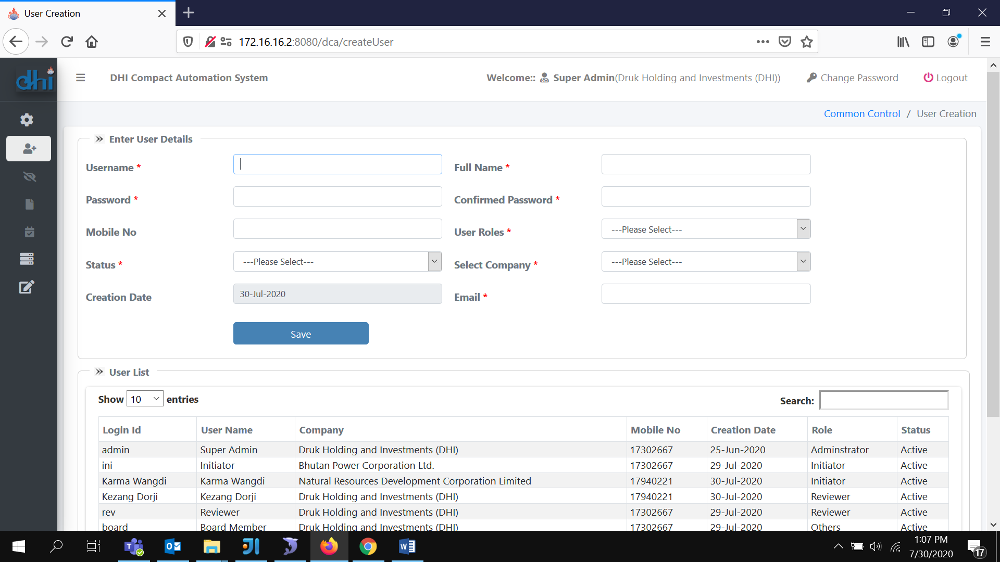 User Creation
172.16.16.2:8080/dca/createUser
dhi
DHI Compact Automation System
Welcome:: Super Admin(Druk Holding and Investments (DHI))
Change Password
Logout
Common Control / User Creation
Enter User Details
Username *
Full Name *
Password *
Confirmed Password *
Mobile No
User Roles * ---Please Select---
Status * ---Please Select---
Select Company * ---Please Select---
Creation Date 30-Jul-2020
Email *
Save
User List
Show 10 entries
Search:
Login Id User Name Company Mobile No Creation Date Role Status
admin Super Admin Druk Holding and Investments (DHI) 17302667 25-Jun-2020 Adminstrator Active
ini Initiator Bhutan Power Corporation Ltd. 17302667 29-Jul-2020 Initiator Active
Karma Wangdi Karma Wangdi Natural Resources Development Corporation Limited 17940221 30-Jul-2020 Initiator Active
Kezang Dorji Kezang Dorji Druk Holding and Investments (DHI) 17940221 30-Jul-2020 Reviewer Active
rev Reviewer Druk Holding and Investments (DHI) 17302667 29-Jul-2020 Reviewer Active
board Board Member Druk Holding and Investments (DHI) 17302667 29-Jul-2020 Others Active
1:07 PM
7/30/2020
17